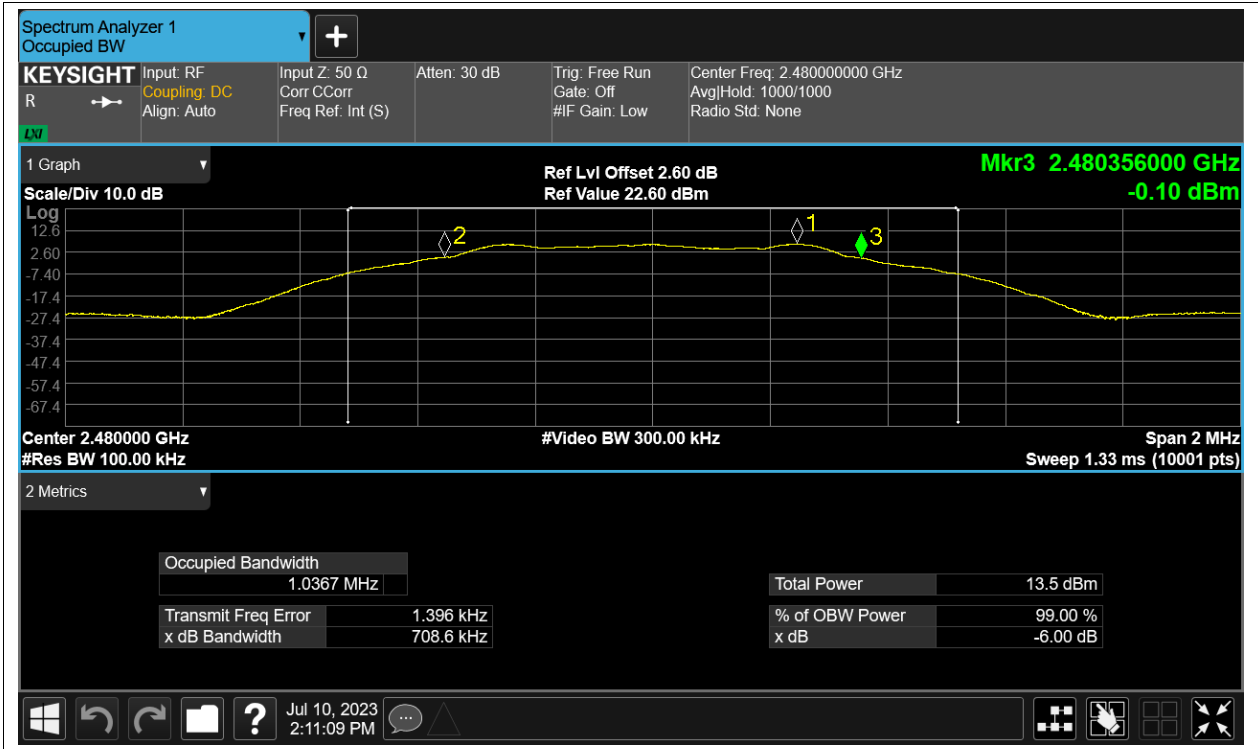 Spectrum Analyzer 1
Occupied BW
KEYSIGHT
R
LXI
Input: RF
Coupling: DC
Align: Auto
Input Z: 50 Ω
Corr CCorr
Freq Ref: Int (S)
Atten: 30 dB
Trig: Free Run
Gate: Off
#IF Gain: Low
Center Freq: 2.480000000 GHz
Avg|Hold: 1000/1000
Radio Std: None
1 Graph
Scale/Div 10.0 dB
Ref Lvl Offset 2.60 dB
Ref Value 22.60 dBm
Mkr3 2.480356000 GHz
-0.10 dBm
Log
12.6
2.60
-7.40
-17.4
-27.4
-37.4
-47.4
-57.4
-67.4
2
1
3
Center 2.480000 GHz
#Res BW 100.00 kHz
#Video BW 300.00 kHz
Span 2 MHz
Sweep 1.33 ms (10001 pts)
2 Metrics
Occupied Bandwidth
1.0367 MHz
Transmit Freq Error 1.396 kHz
x dB Bandwidth 708.6 kHz
Total Power 13.5 dBm
% of OBW Power 99.00 %
x dB -6.00 dB
?
Jul 10, 2023
2:11:09 PM